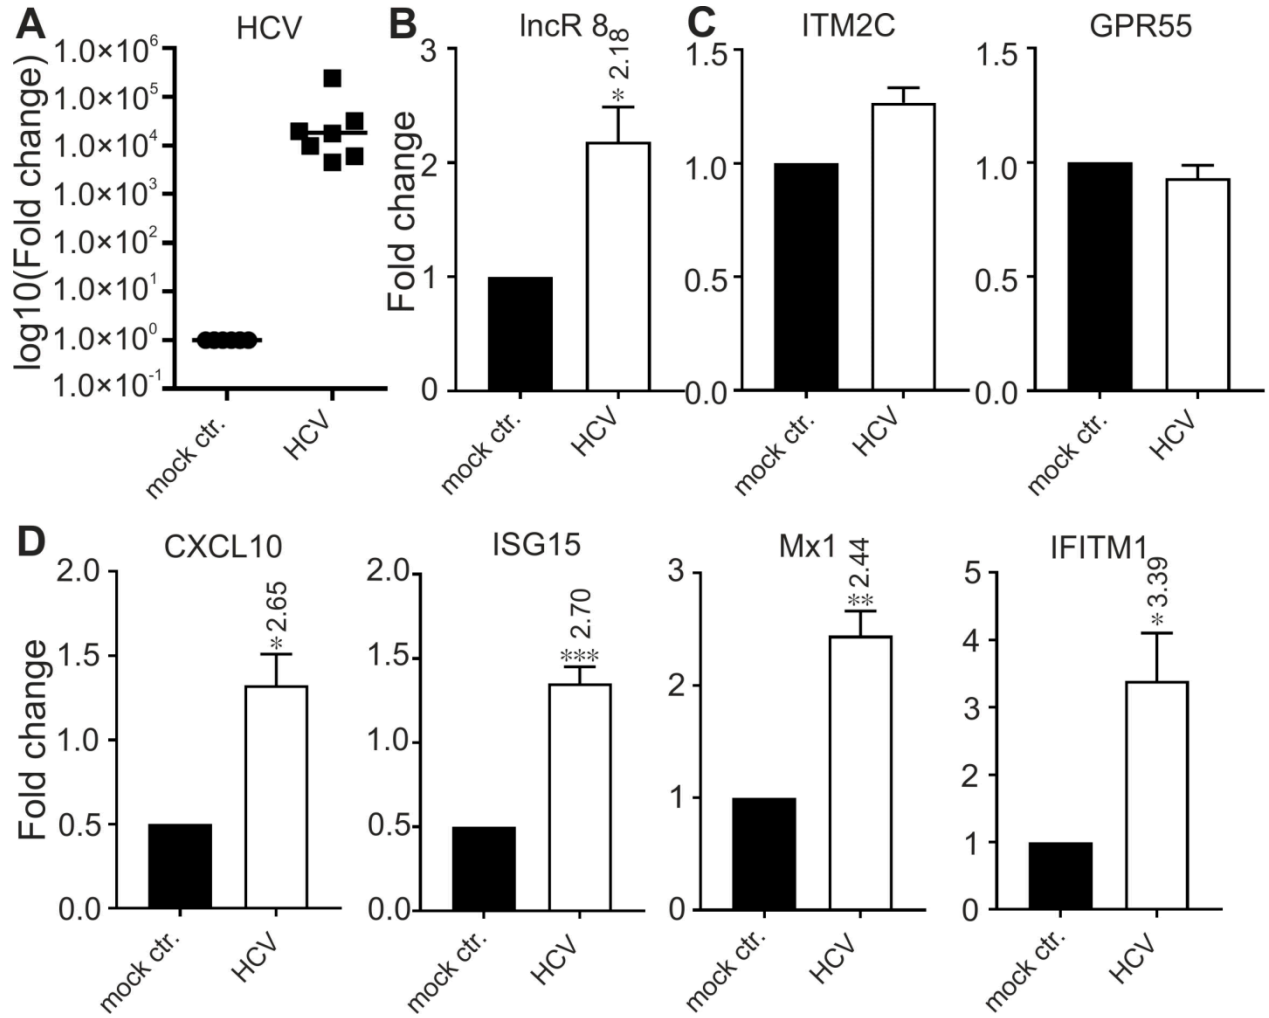 A
HCV
log10(Fold change)
1.0×10⁶
1.0×10⁵
1.0×10⁴
1.0×10³
1.0×10²
1.0×10¹
1.0×10⁰
1.0×10⁻¹
mock ctr.
HCV
B
lncR 8
Fold change
3
2
1
0
* 2.18
mock ctr.
HCV
C
ITM2C
1.5
1.0
0.5
0.0
mock ctr.
HCV
GPR55
1.5
1.0
0.5
0.0
mock ctr.
HCV
D
CXCL10
Fold change
2.0
1.5
1.0
0.5
0.0
* 2.65
mock ctr.
HCV
ISG15
2.0
1.5
1.0
0.5
0.0
*** 2.70
mock ctr.
HCV
Mx1
3
2
1
0
** 2.44
mock ctr.
HCV
IFITM1
5
4
3
2
1
0
* 3.39
mock ctr.
HCV